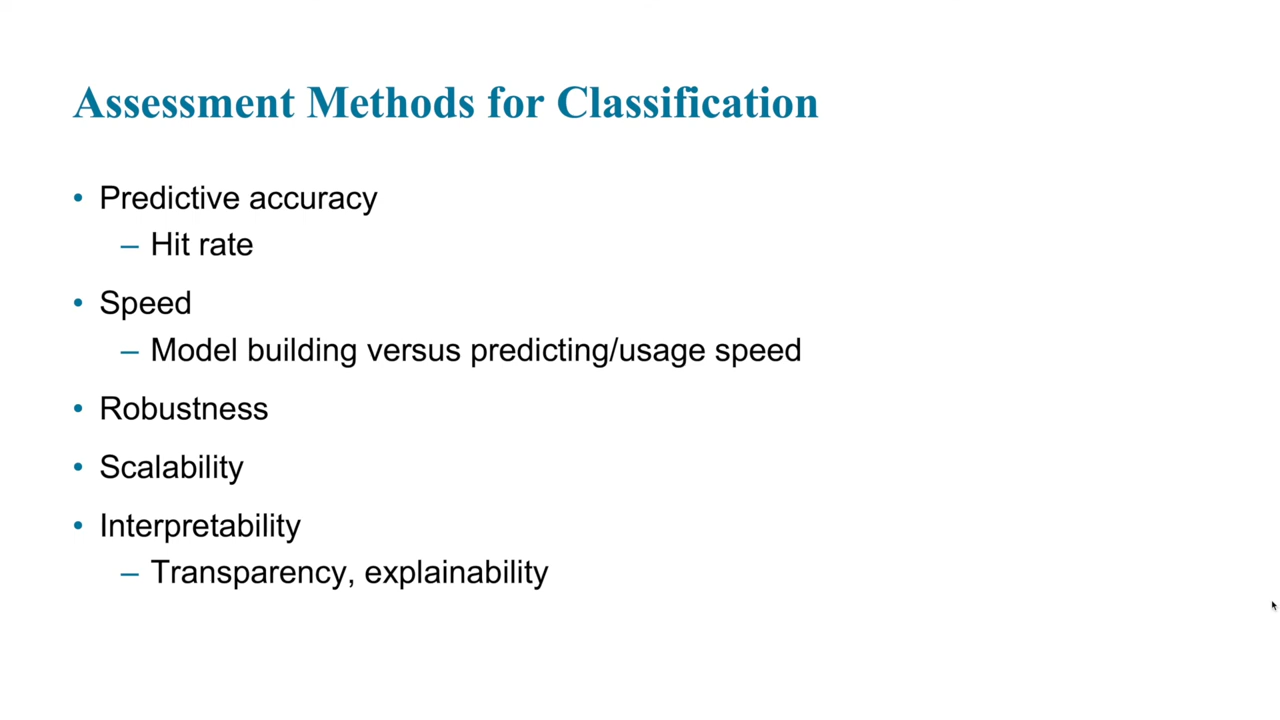 Assessment Methods for Classification
• Predictive accuracy
– Hit rate
• Speed
– Model building versus predicting/usage speed
• Robustness
• Scalability
• Interpretability
– Transparency, explainability